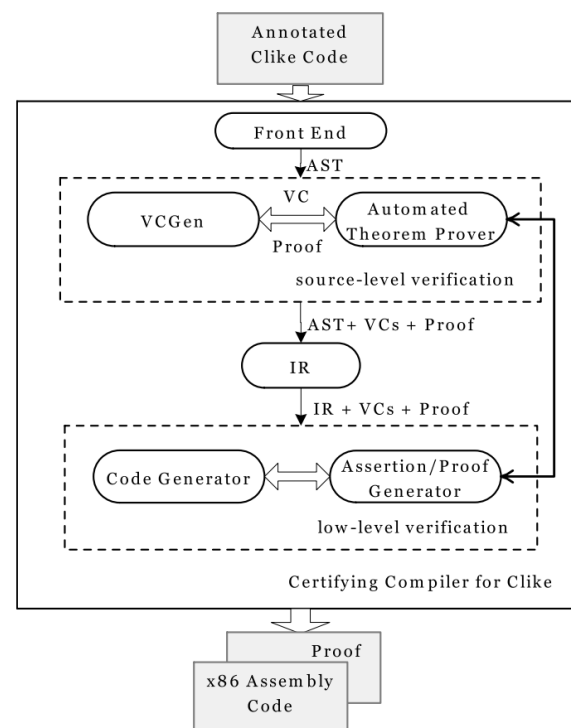 Annotated
Clike Code
Front End
AST
VC
VCGen
Automated
Theorem Prover
Proof
source-level verification
AST+ VCs + Proof
IR
IR + VCs + Proof
Code Generator
Assertion/Proof
Generator
low-level verification
Certifying Compiler for Clike
Proof
x86 Assembly
Code